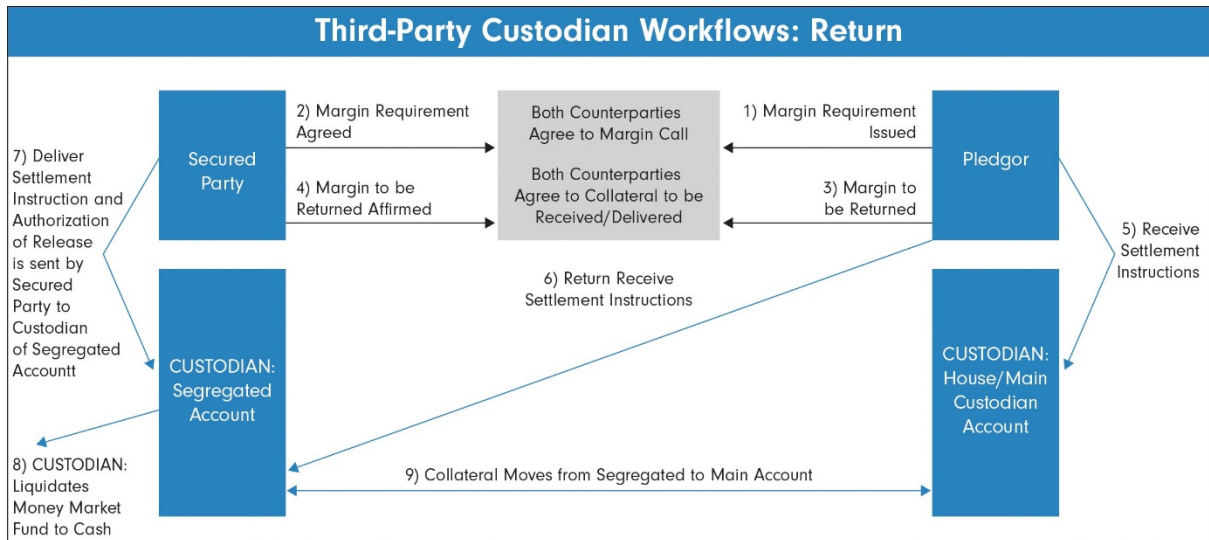 Third-Party Custodian Workflows: Return
2) Margin Requirement
Agreed
Both Counterparties
Agree to Margin Call
1) Margin Requirement
Issued
7) Deliver
Settlement
Instruction and
Authorization
of Release
is sent by
Secured
Party to
Custodian
of Segregated
Accountt
Secured
Party
Pledgor
4) Margin to be
Returned Affirmed
Both Counterparties
Agree to Collateral to be
Received/Delivered
3) Margin to
be Returned
5) Receive
Settlement
Instructions
6) Return Receive
Settlement Instructions
CUSTODIAN:
Segregated
Account
CUSTODIAN:
House/Main
Custodian
Account
8) CUSTODIAN:
Liquidates
Money Market
Fund to Cash
9) Collateral Moves from Segregated to Main Account